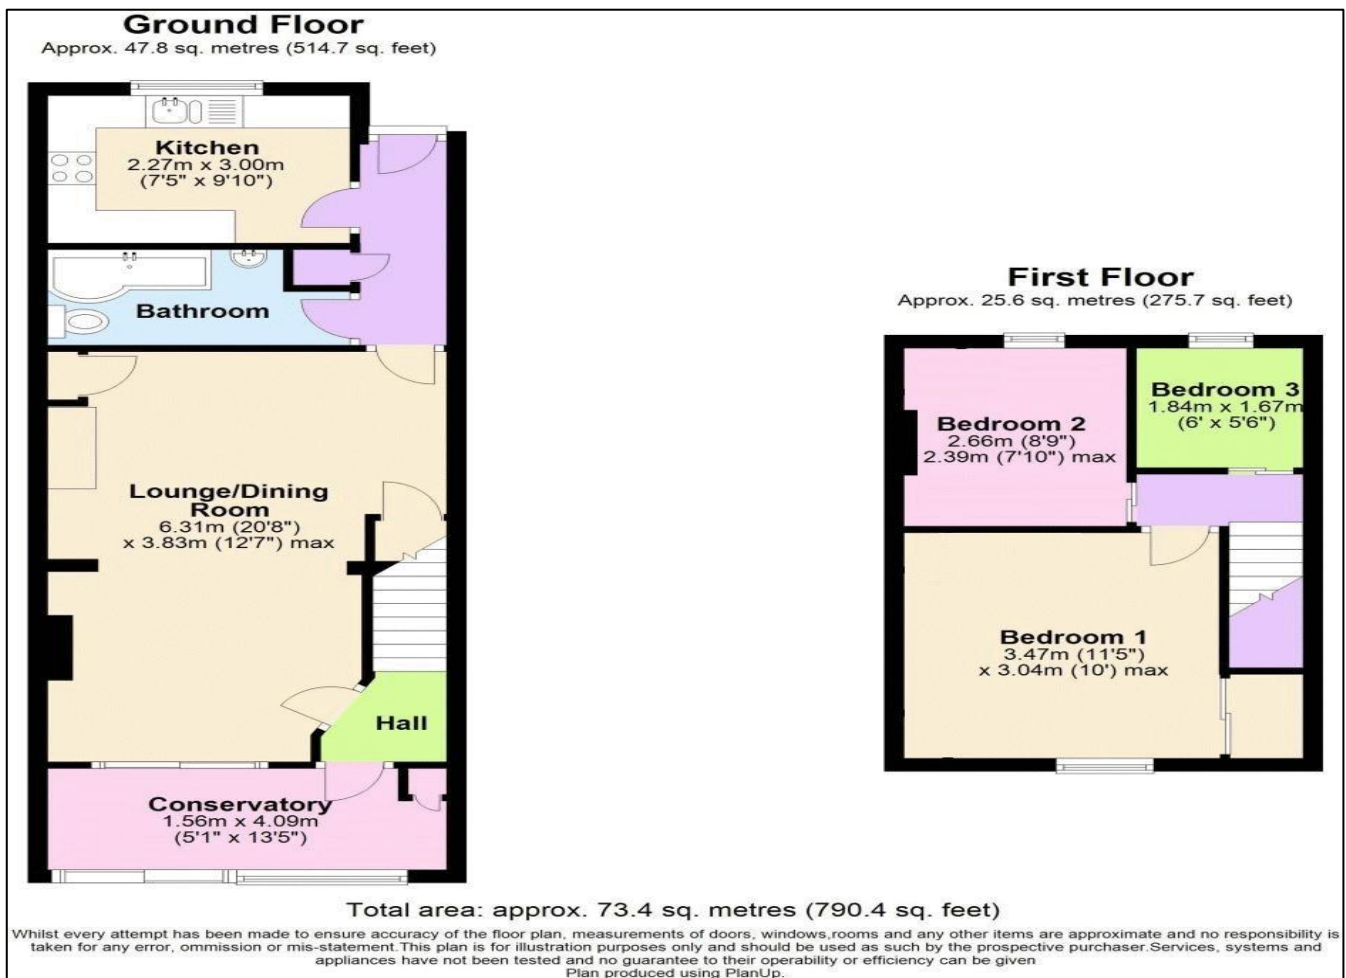 Ground Floor
Approx. 47.8 sq. metres (514.7 sq. feet)
Kitchen
2.27m x 3.00m
(7'5" x 9'10")
Bathroom
Lounge/Dining
Room
6.31m (20'8")
x 3.83m (12'7") max
Hall
Conservatory
1.56m x 4.09m
(5'1" x 13'5")
First Floor
Approx. 25.6 sq. metres (275.7 sq. feet)
Bedroom 2
2.66m (8'9")
2.39m (7'10") max
Bedroom 3
1.84m x 1.67m
(6' x 5'6")
Bedroom 1
3.47m (11'5")
x 3.04m (10') max
Total area: approx. 73.4 sq. metres (790.4 sq. feet)
Whilst every attempt has been made to ensure accuracy of the floor plan, measurements of doors, windows,rooms and any other items are approximate and no responsibility is
taken for any error, ommission or mis-statement.This plan is for illustration purposes only and should be used as such by the prospective purchaser.Services, systems and
appliances have not been tested and no guarantee to their operability or efficiency can be given
Plan produced using PlanUp.